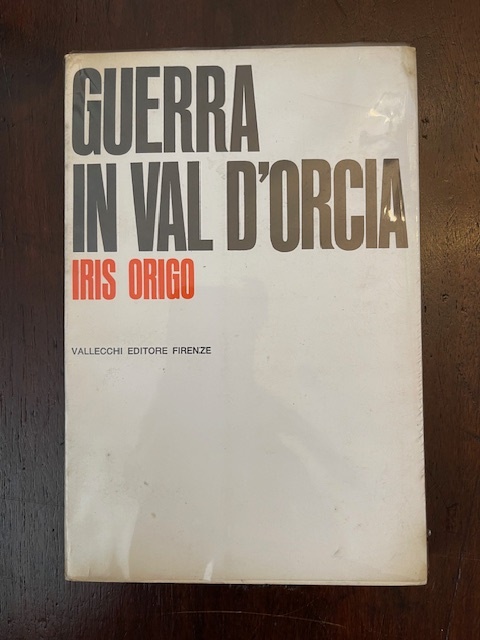 GUERRA
IN VAL D'ORCIA
IRIS ORIGO
VALLECCHI EDITORE FIRENZE